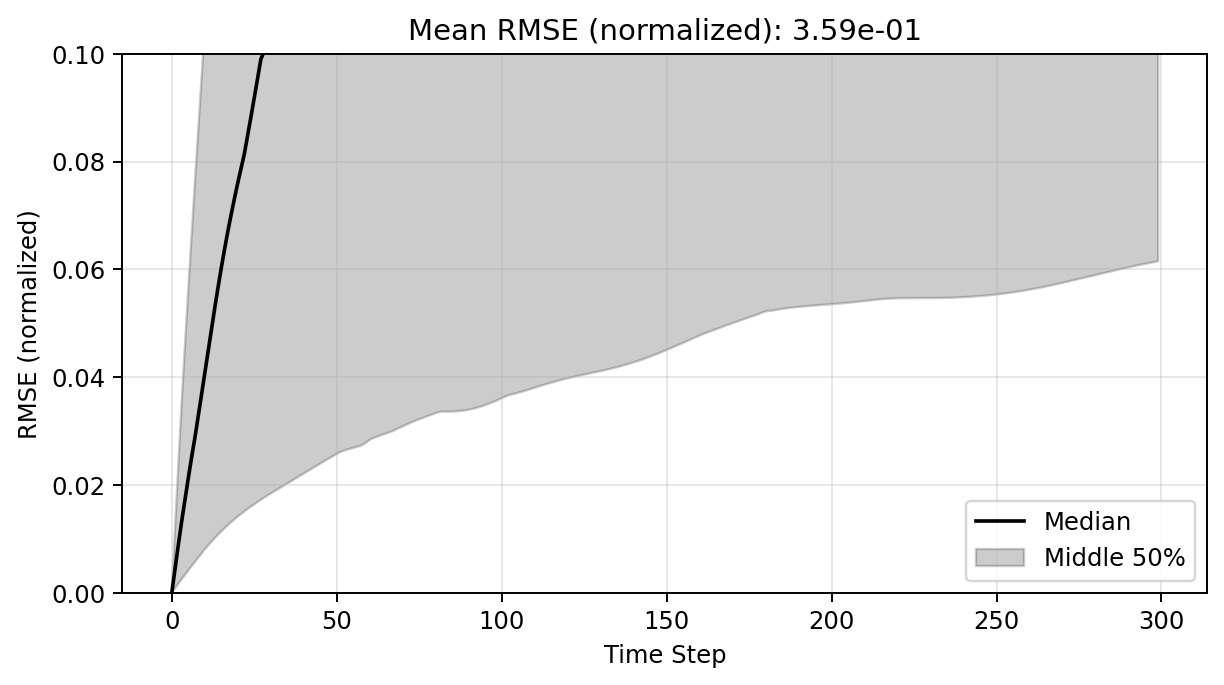 Mean RMSE (normalized): 3.59e-01
RMSE (normalized)
0.10
0.08
0.06
0.04
0.02
0.00
0 50 100 150 200 250 300
Time Step
Median
Middle 50%